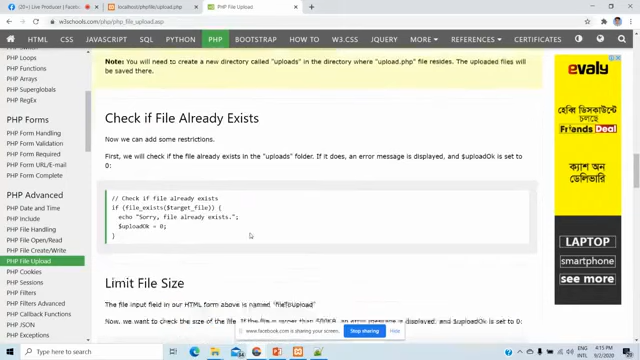 (20+) Live Producer | Facebook
localhost/php/file/upload.php
PHP File Upload
w3schools.com/php/php_file_upload.asp
HTML CSS JAVASCRIPT SQL PYTHON PHP BOOTSTRAP HOW TO W3.CSS JQUERY MORE REFERENCES CERTIFICATES
PHP Loops
PHP Functions
PHP Arrays
PHP Superglobals
PHP RegEx
PHP Forms
PHP Form Handling
PHP Form Validation
PHP Form Required
PHP Form URL/E-mail
PHP Form Complete
PHP Advanced
PHP Date and Time
PHP Include
PHP File Handling
PHP File Open/Read
PHP File Create/Write
PHP File Upload
PHP Cookies
PHP Sessions
PHP Filters
PHP Filters Advanced
PHP Callback Functions
PHP JSON
PHP Exceptions
Note: You will need to create a new directory called "uploads" in the directory where "upload.php" file resides. The uploaded files will
be saved there.
Check if File Already Exists
Now we can add some restrictions.
First, we will check if the file already exists in the "uploads" folder. If it does, an error message is displayed, and $uploadOk is set to
0:
// Check if file already exists
if (file_exists($target_file)) {
echo "Sorry, file already exists.";
$uploadOk = 0;
}
Limit File Size
The file input field in our HTML form above is named "fileToUpload".
Now, we want to check the size of the file. If the file is larger than 500KB, an error message is displayed, and $uploadOk is set to 0:
evaly
হেব্বি ডিসকাউন্টে
চলছে
Friends Deal
LAPTOP
smartphone
see more
www.facebook.com is sharing your screen.
Stop sharing
Hide
Type here to search
ENG
INTL
4:15 PM
9/2/2020